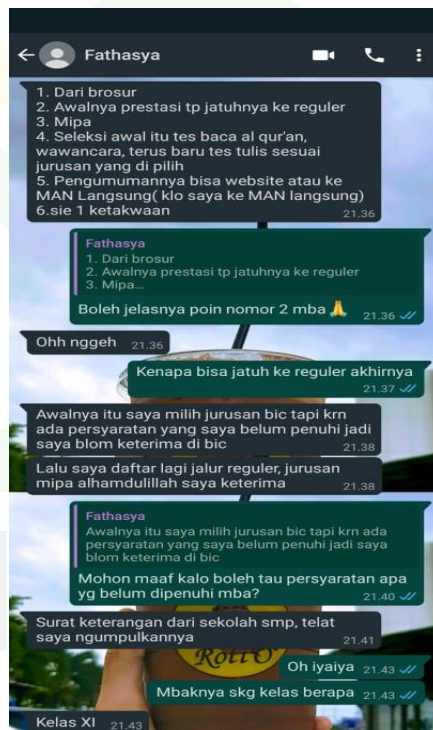 Fathasya
1. Dari brosur
2. Awalnya prestasi tp jatuhnya ke reguler
3. Mipa
4. Seleksi awal itu tes baca al qur'an,
wawancara, terus baru tes tulis sesuai
jurusan yang di pilih
5. Pengumumannya bisa website atau ke
MAN Langsung( klo saya ke MAN langsung)
6.sie 1 ketakwaan
21.36
Fathasya
1. Dari brosur
2. Awalnya prestasi tp jatuhnya ke reguler
3. Mipa...
Boleh jelasnya poin nomor 2 mba🙏
21.36
Ohh nggeh 21.36
Kenapa bisa jatuh ke reguler akhirnya
21.37
Awalnya itu saya milih jurusan bic tapi krn
ada persyaratan yang saya belum penuhi jadi
saya blom keterima di bic
21.38
Lalu saya daftar lagi jalur reguler, jurusan
mipa alhamdulillah saya keterima
21.38
Fathasya
Awalnya itu saya milih jurusan bic tapi krn ada
persyaratan yang saya belum penuhi jadi saya
blom keterima di bic
Mohon maaf kalo boleh tau persyaratan apa
yg belum dipenuhi mba?
21.40
Surat keterangan dari sekolah smp, telat
saya ngumpulkannya
21.41
Oh iyaiya 21.43
Mbaknya skg kelas berapa 21.43
Kelas XI 21.43